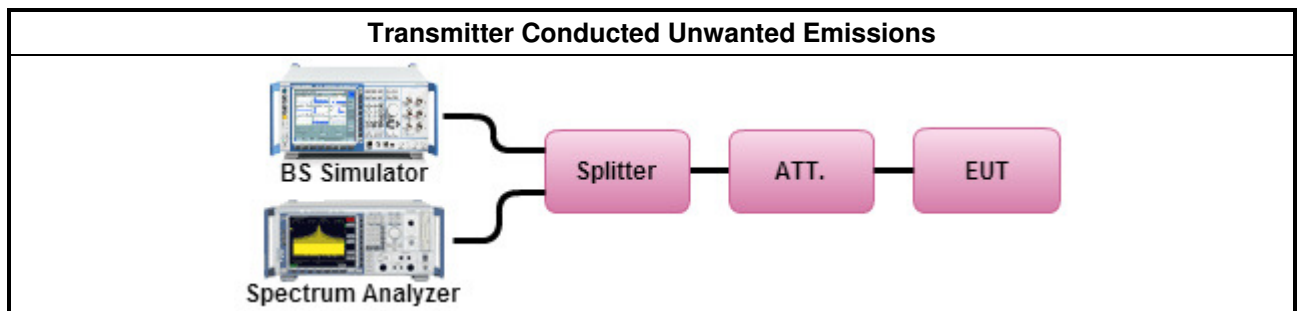 Transmitter Conducted Unwanted Emissions
BS Simulator
Splitter
ATT.
EUT
Spectrum Analyzer